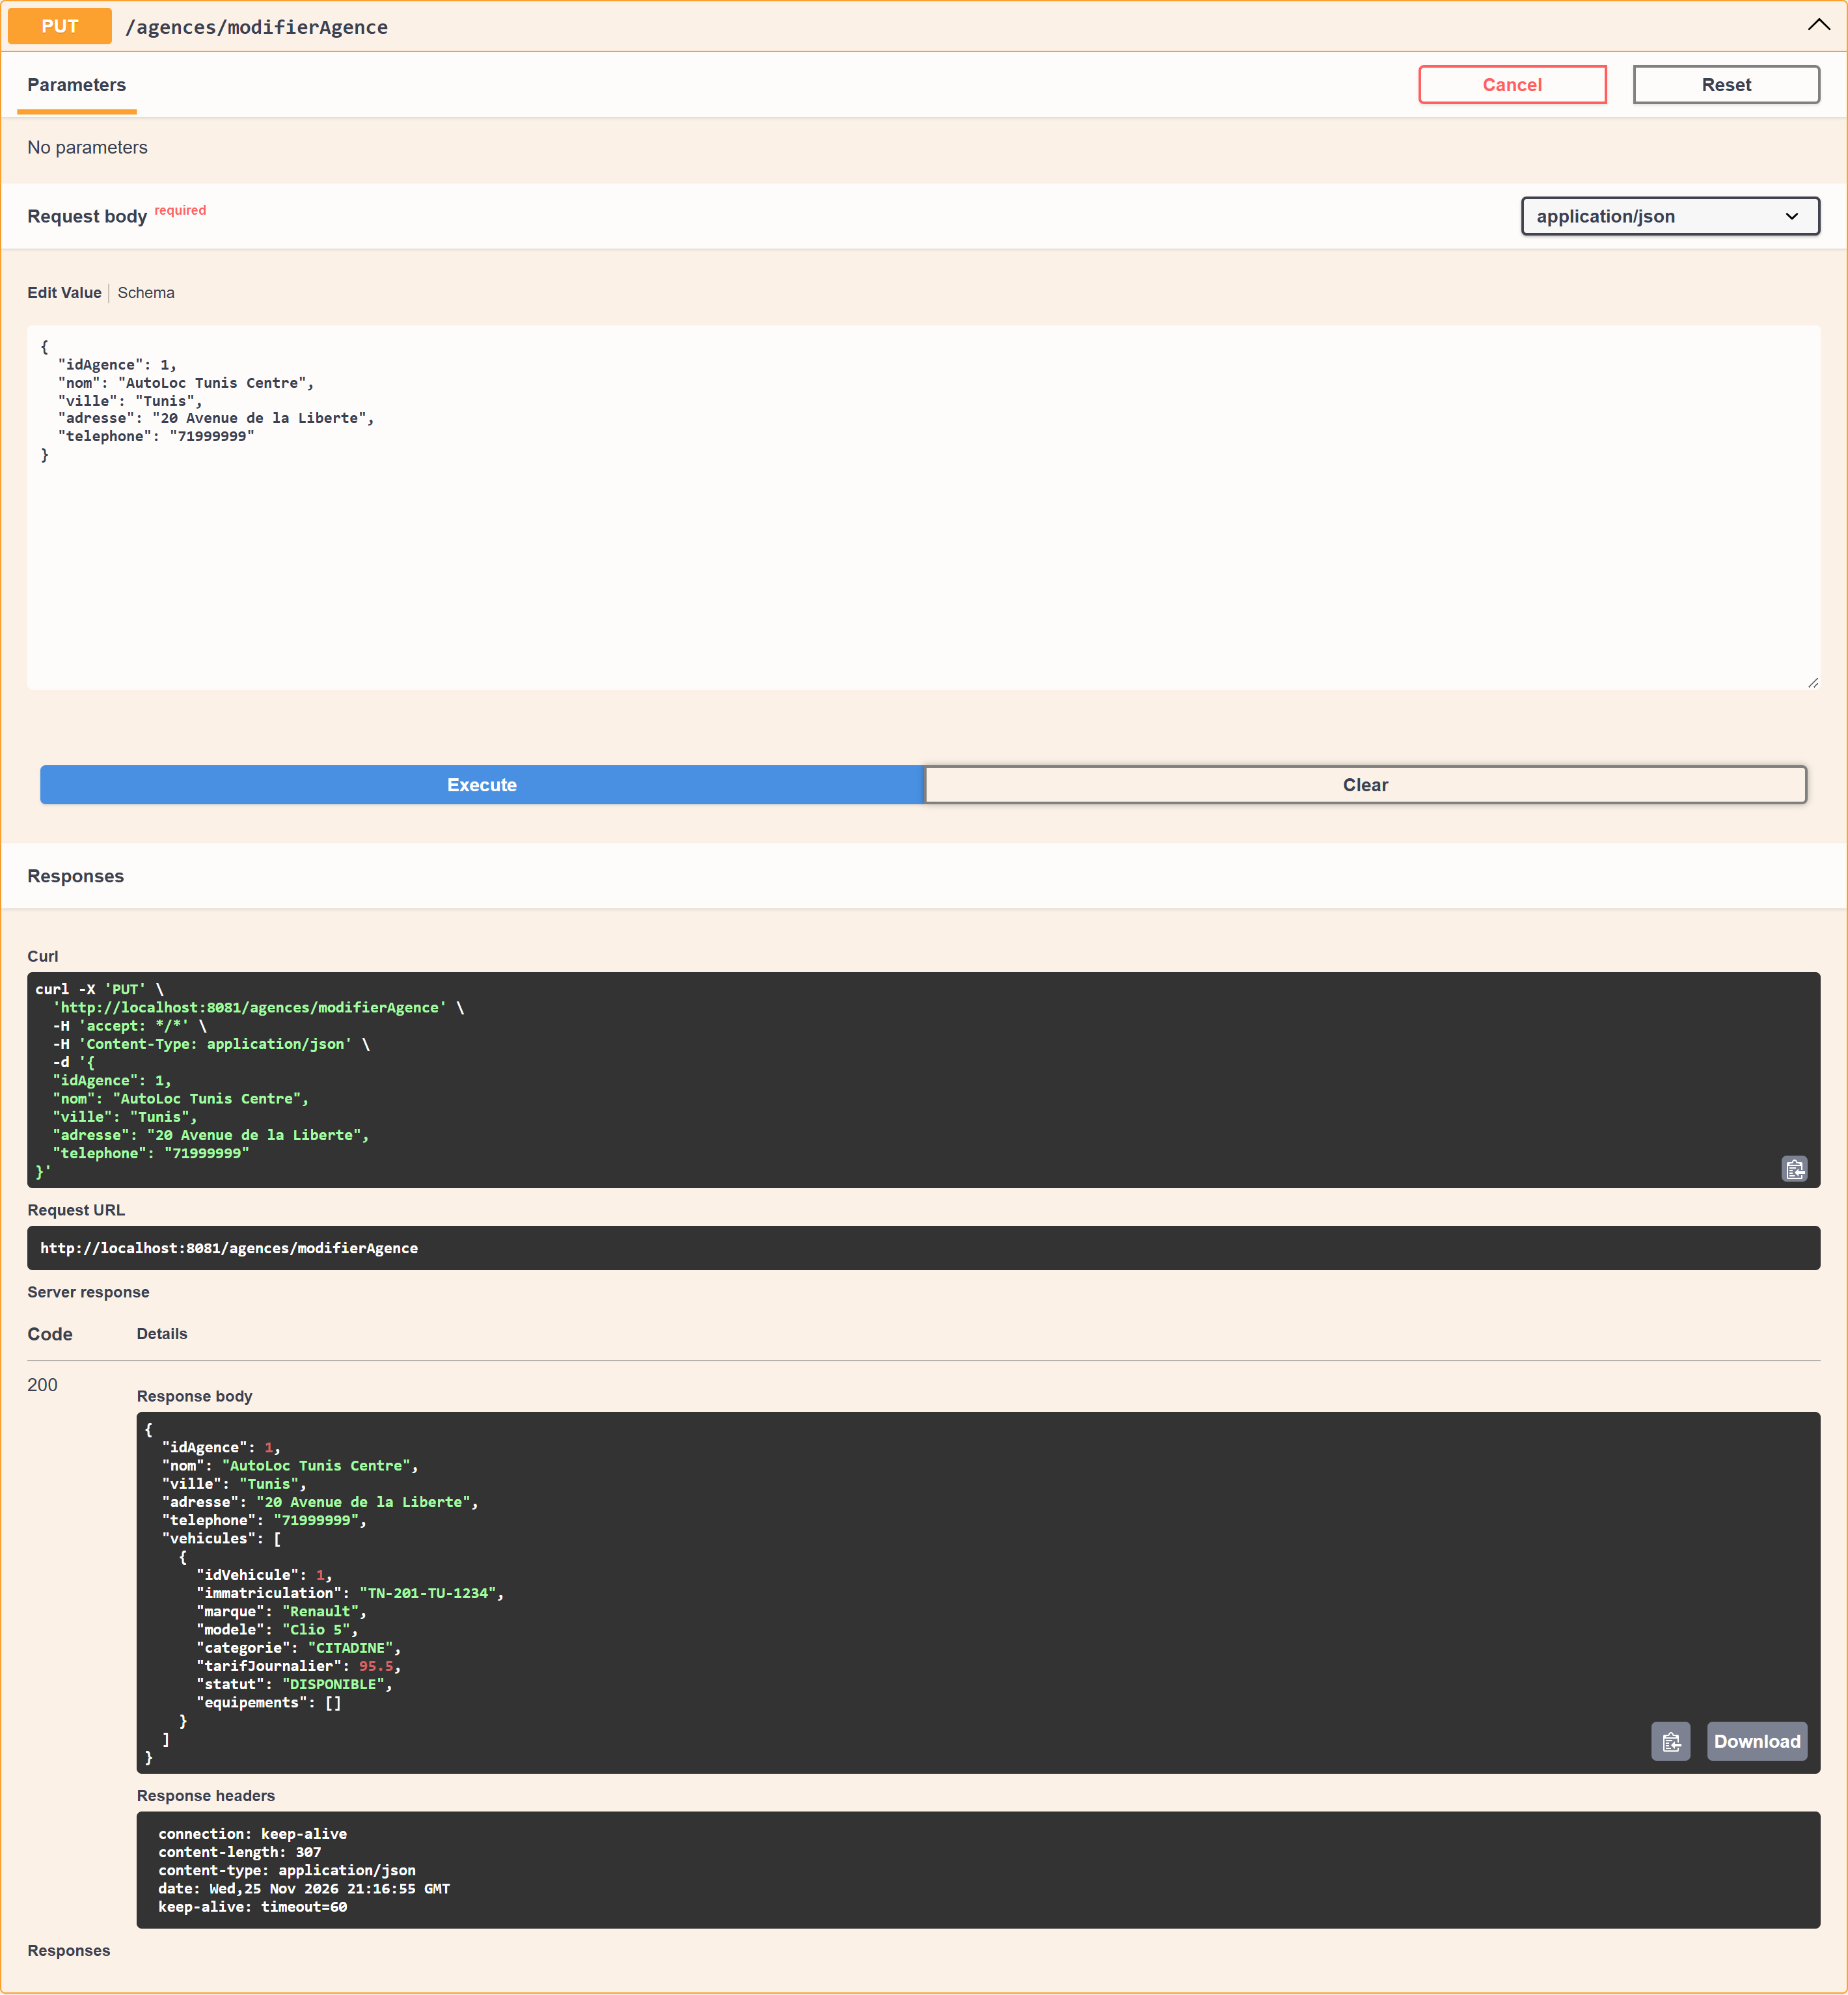 PUT /agences/modifierAgence
Parameters
Cancel
Reset
No parameters
Request body required
application/json
Edit Value
Schema
{
  "idAgence": 1,
  "nom": "AutoLoc Tunis Centre",
  "ville": "Tunis",
  "adresse": "20 Avenue de la Liberte",
  "telephone": "71999999"
}
Execute
Clear
Responses
Curl
curl -X 'PUT' \
  'http://localhost:8081/agences/modifierAgence' \
  -H 'accept: */*' \
  -H 'Content-Type: application/json' \
  -d '{
  "idAgence": 1,
  "nom": "AutoLoc Tunis Centre",
  "ville": "Tunis",
  "adresse": "20 Avenue de la Liberte",
  "telephone": "71999999"
}'
Request URL
http://localhost:8081/agences/modifierAgence
Server response
Code
Details
200
Response body
{
  "idAgence": 1,
  "nom": "AutoLoc Tunis Centre",
  "ville": "Tunis",
  "adresse": "20 Avenue de la Liberte",
  "telephone": "71999999",
  "vehicules": [
    {
      "idVehicule": 1,
      "immatriculation": "TN-201-TU-1234",
      "marque": "Renault",
      "modele": "Clio 5",
      "categorie": "CITADINE",
      "tarifJournalier": 95.5,
      "statut": "DISPONIBLE",
      "equipements": []
    }
  ]
}
Download
Response headers
connection: keep-alive
content-length: 307
content-type: application/json
date: Wed,25 Nov 2026 21:16:55 GMT
keep-alive: timeout=60
Responses